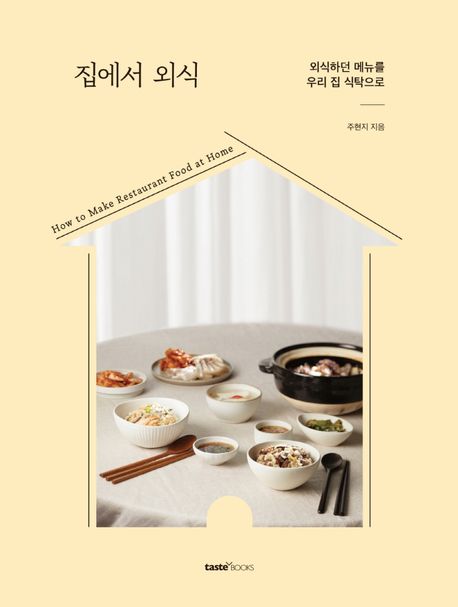 집에서 외식
외식하던 메뉴를
우리 집 식탁으로
주현지 지음
How to Make Restaurant Food at Home
taste BOOKS